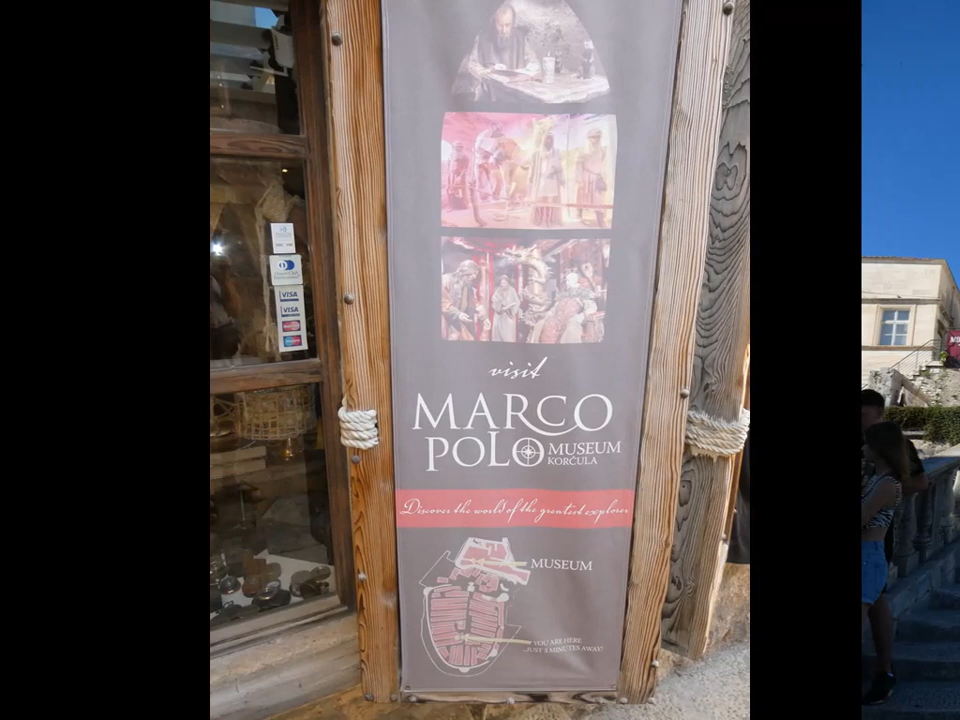 VISA
VISA
visit
MARCO
POLO MUSEUM
KORČULA
Discover the world of the greatest explorer
MUSEUM
YOU ARE HERE
...JUST 3 MINUTES AWAY!